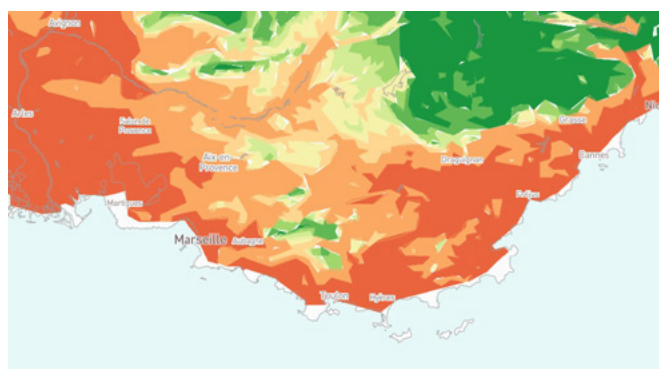 Avignon
Arles
Salon de
Provence
Aix en
Provence
Martigues
Marseille
Aubagne
Toulon
Hyères
Draguignan
Grasse
Cannes
Fréjus